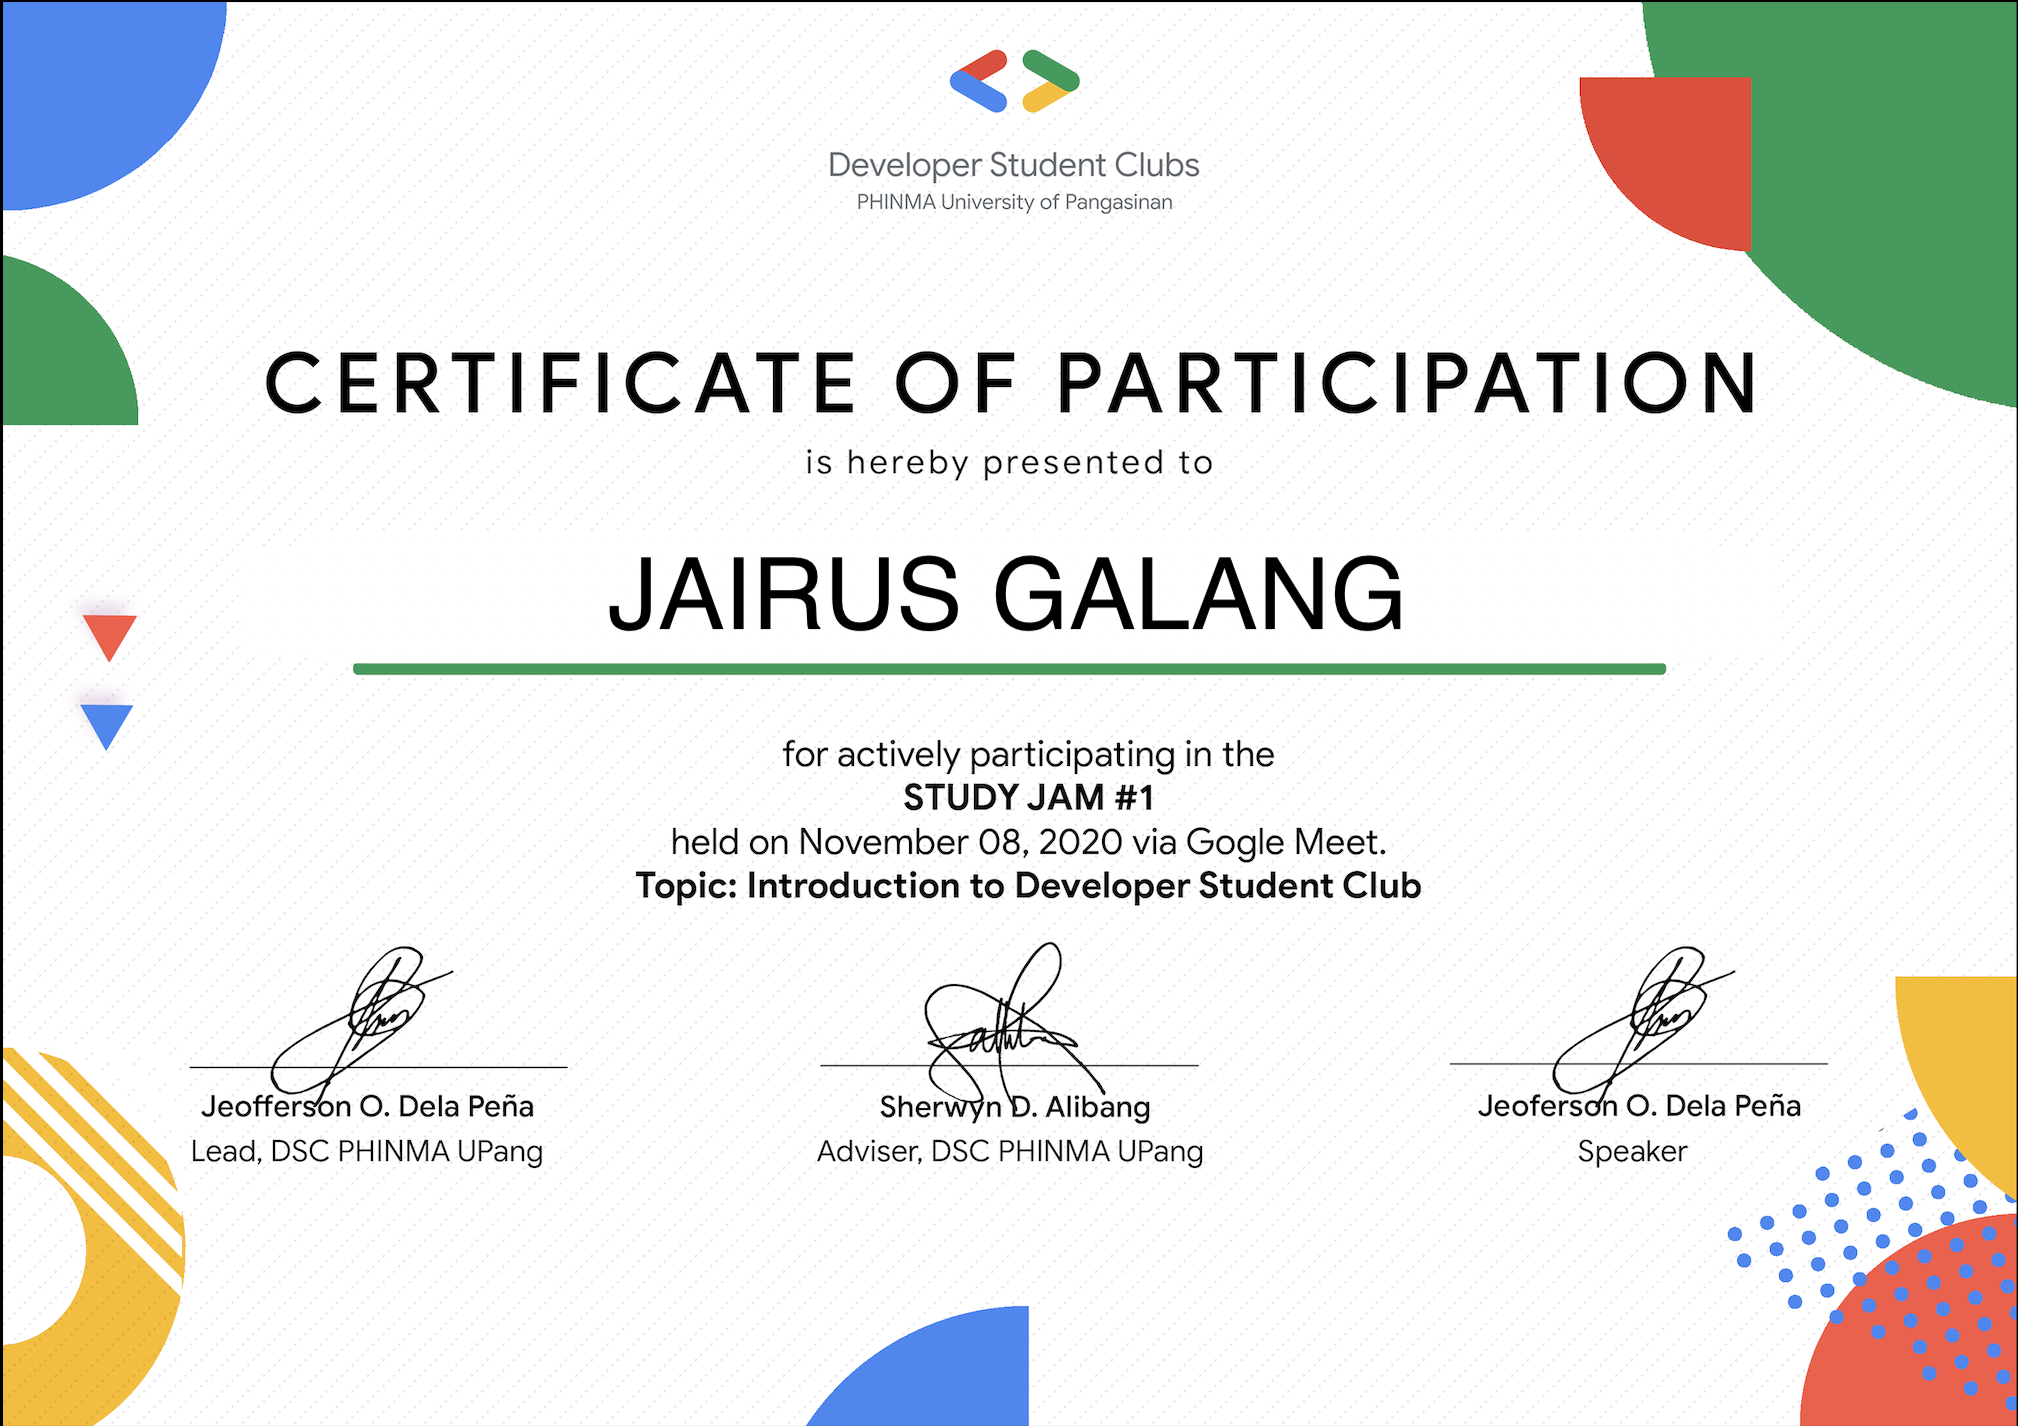 Developer Student Clubs
PHINMA University of Pangasinan
CERTIFICATE OF PARTICIPATION
is hereby presented to
JAIRUS GALANG
for actively participating in the
STUDY JAM #1
held on November 08, 2020 via Gogle Meet.
Topic: Introduction to Developer Student Club
Jeofferson O. Dela Peña
Lead, DSC PHINMA UPang
Sherwyn D. Alibang
Adviser, DSC PHINMA UPang
Jeoferson O. Dela Peña
Speaker